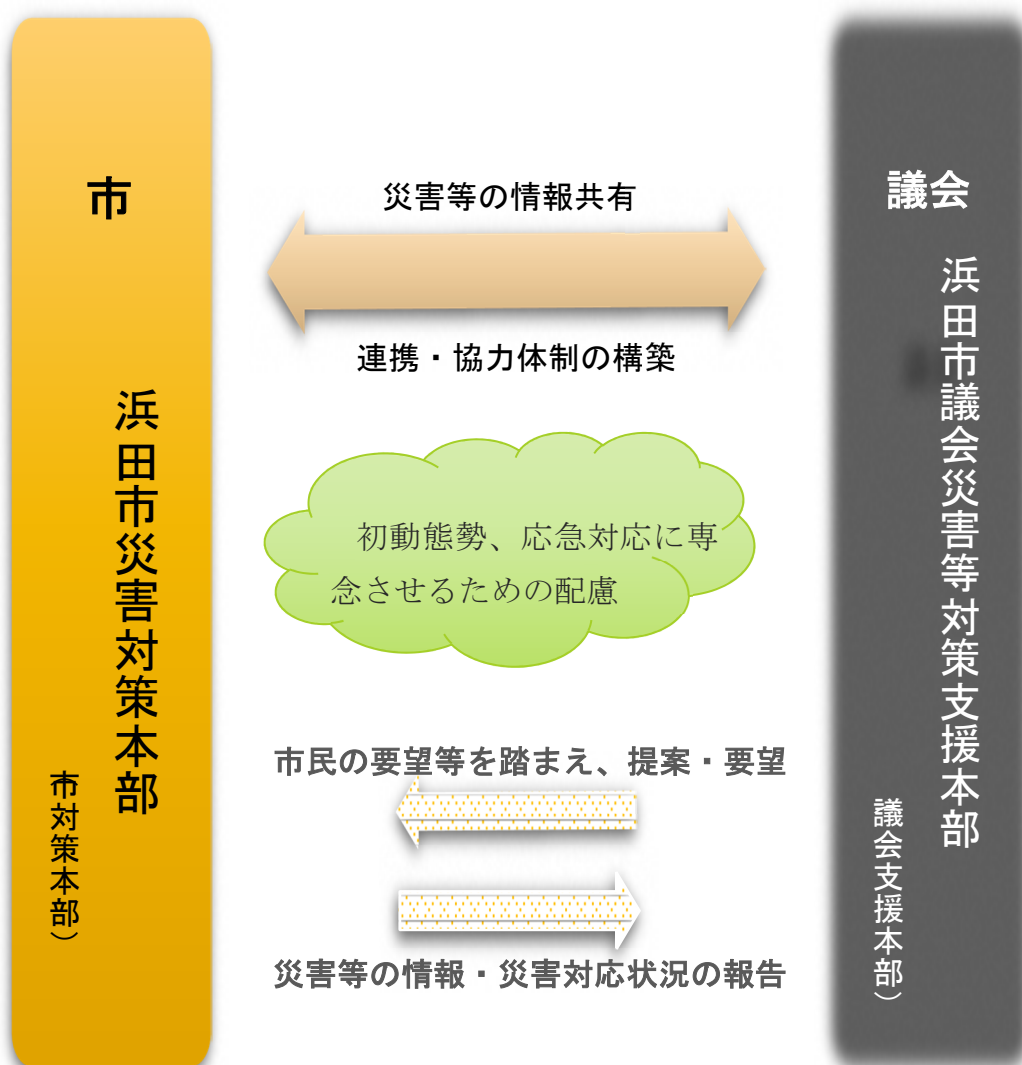 市
浜田市災害対策本部
市対策本部）
災害等の情報共有
連携・協力体制の構築
初動態勢、応急対応に専
念させるための配慮
市民の要望等を踏まえ、提案・要望
災害等の情報・災害対応状況の報告
議会
浜田市議会災害等対策支援本部
議会支援本部）